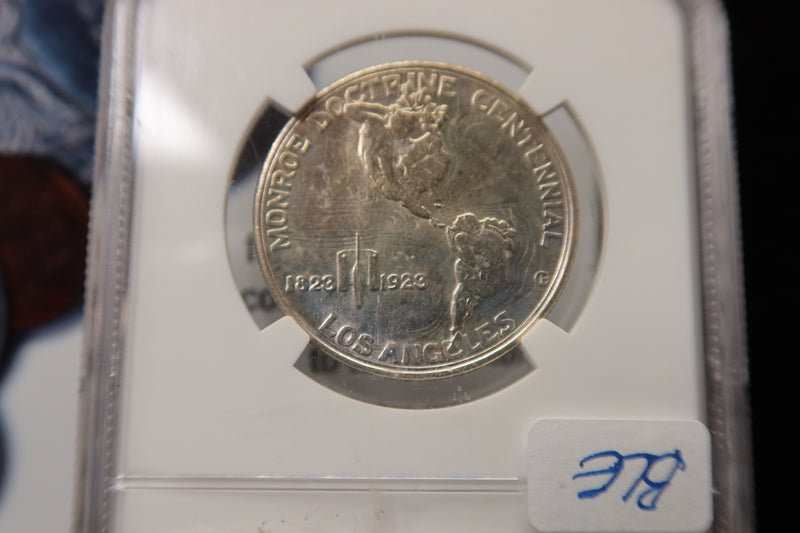 MONROE DOCTRINE CENTENNIAL
1823 1923
LOS·ANGELES
BLE